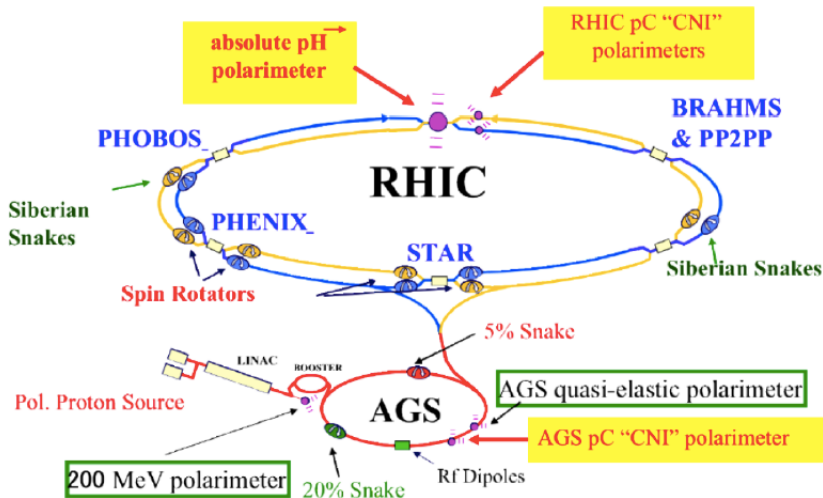 absolute pH
polarimeter
RHIC pC “CNI”
polarimeters
BRAHMS
& PP2PP
PHOBOS_
RHIC
Siberian
Snakes
PHENIX_
STAR
Siberian Snakes
Spin Rotators
5% Snake
LINAC
BOOSTER
Pol. Proton Source
AGS
AGS quasi-elastic polarimeter
AGS pC “CNI” polarimeter
200 MeV polarimeter
20% Snake
Rf Dipoles